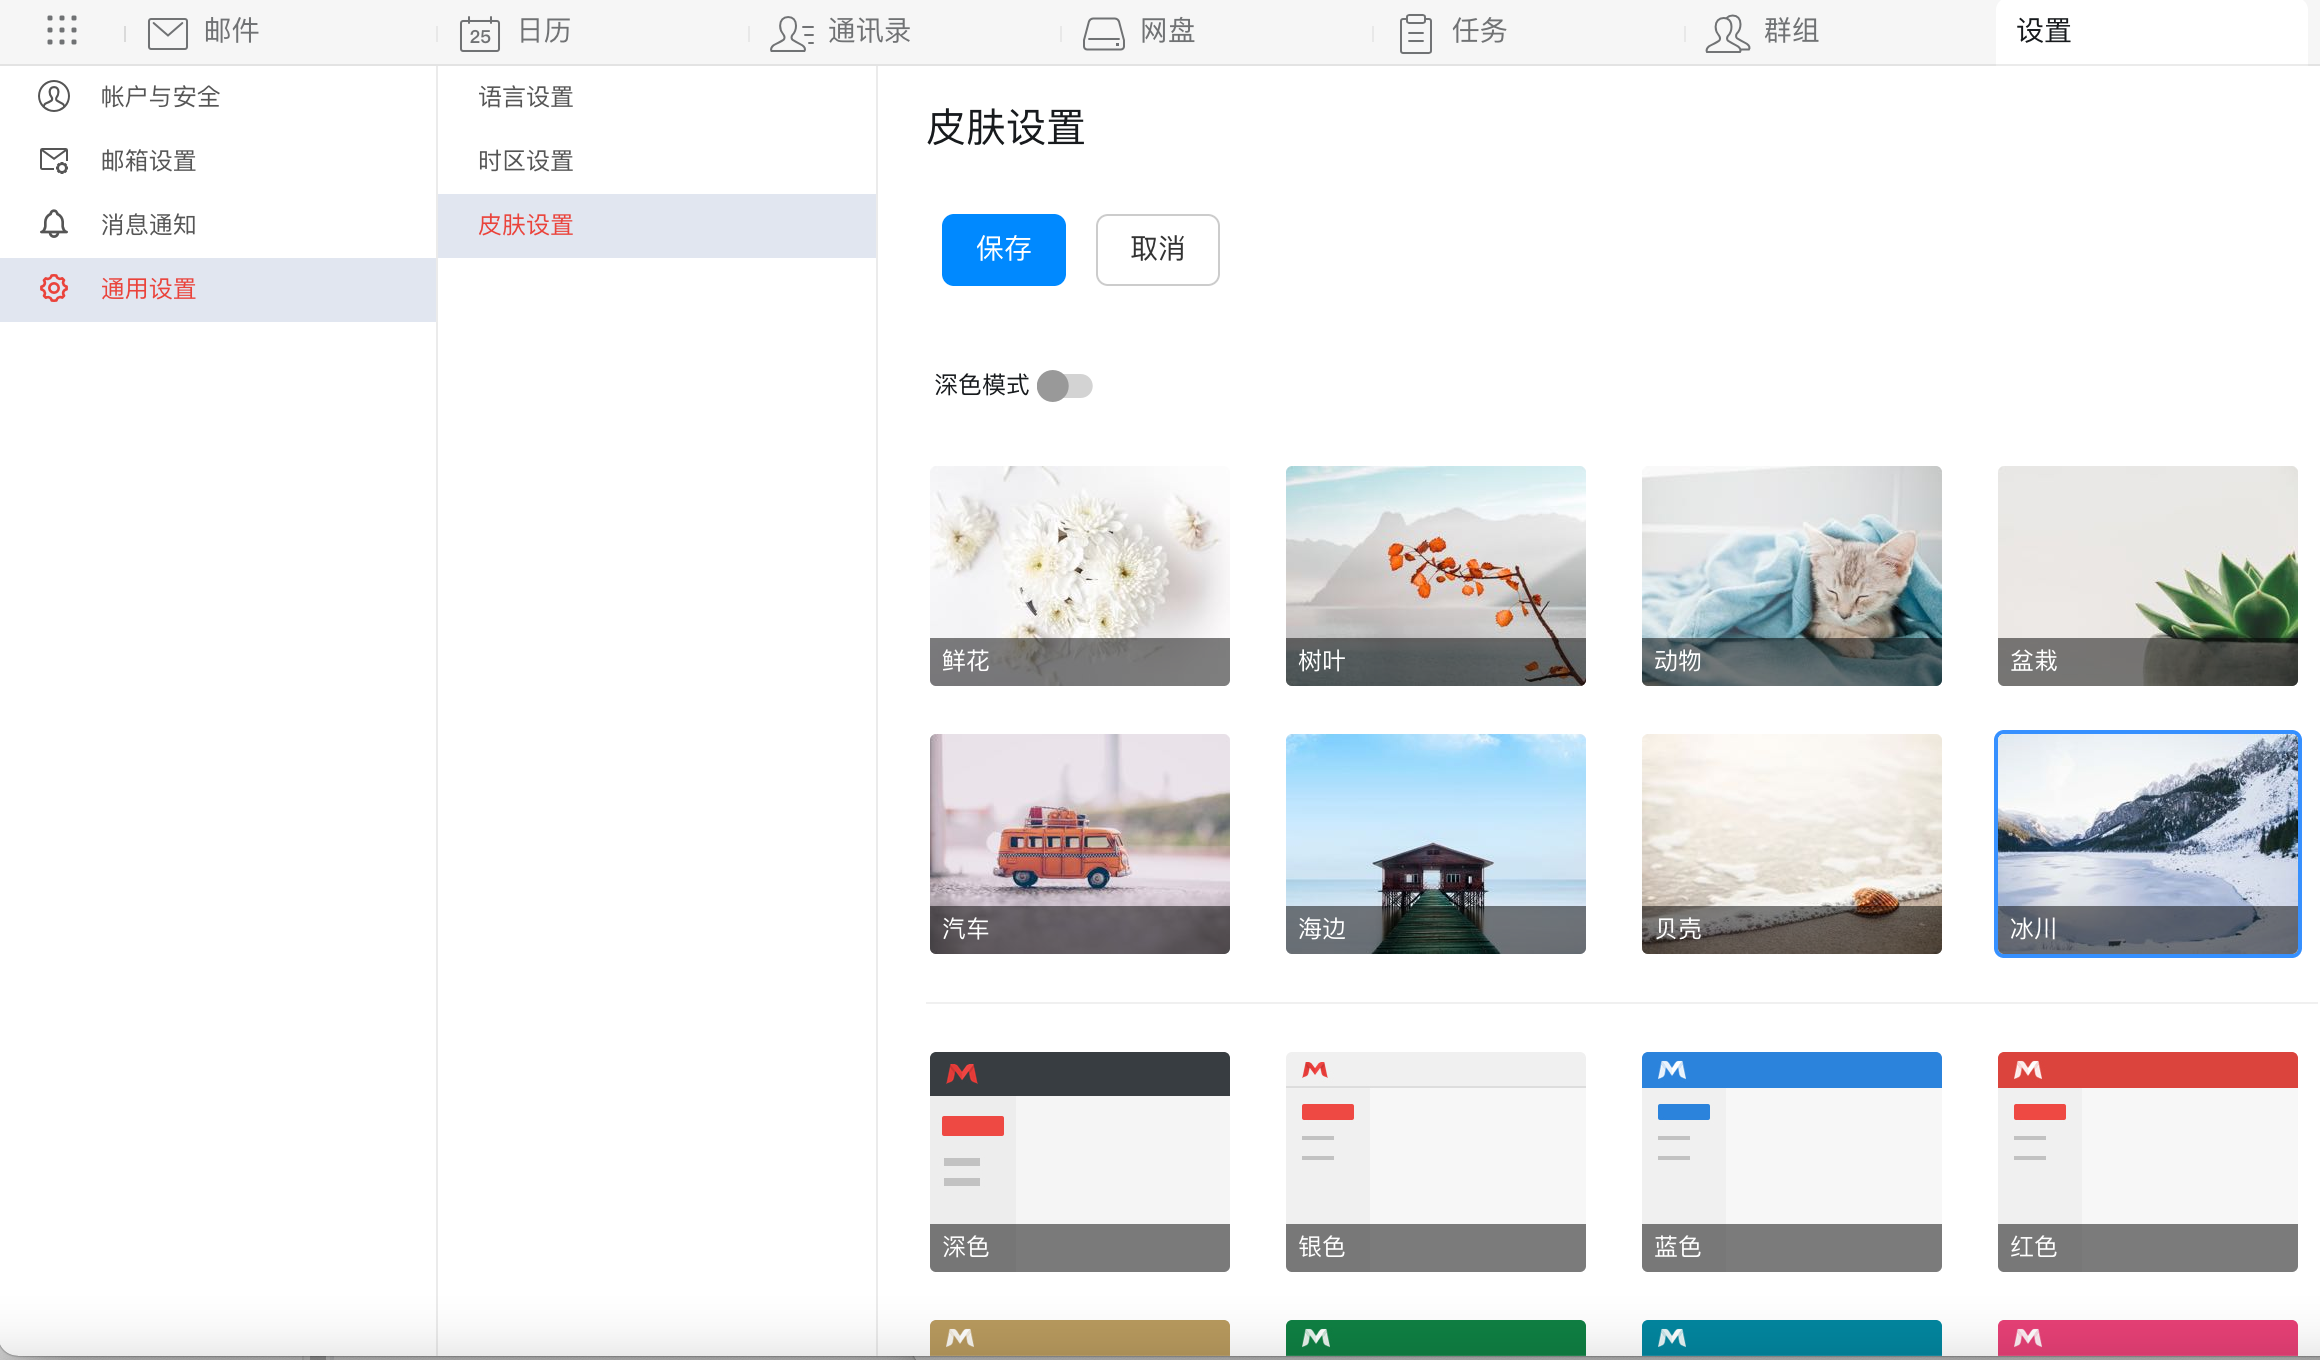 邮件
25
日历
通讯录
网盘
任务
群组
设置
帐户与安全
邮箱设置
消息通知
通用设置
语言设置
时区设置
皮肤设置
皮肤设置
保存
取消
深色模式
鲜花
树叶
动物
盆栽
汽车
海边
贝壳
冰川
深色
银色
蓝色
红色